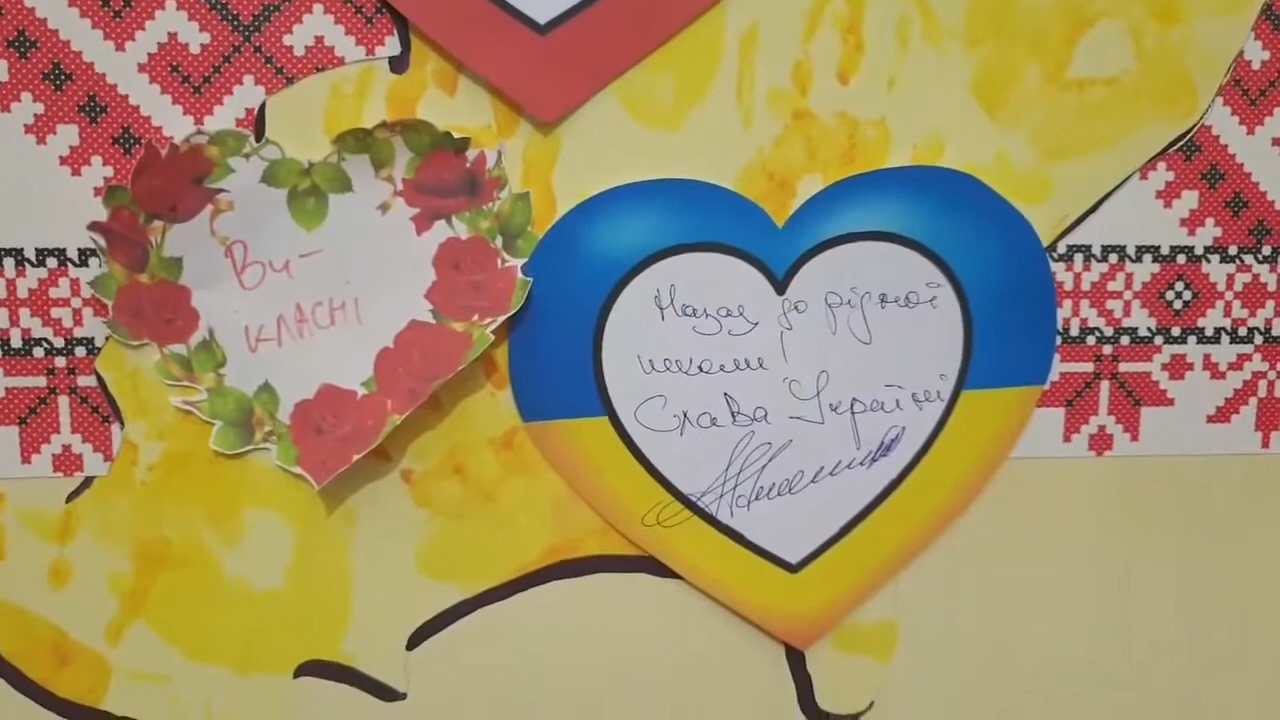 Ви-
КЛАСНІ
Назад до рідної
школи!
Слава Україні